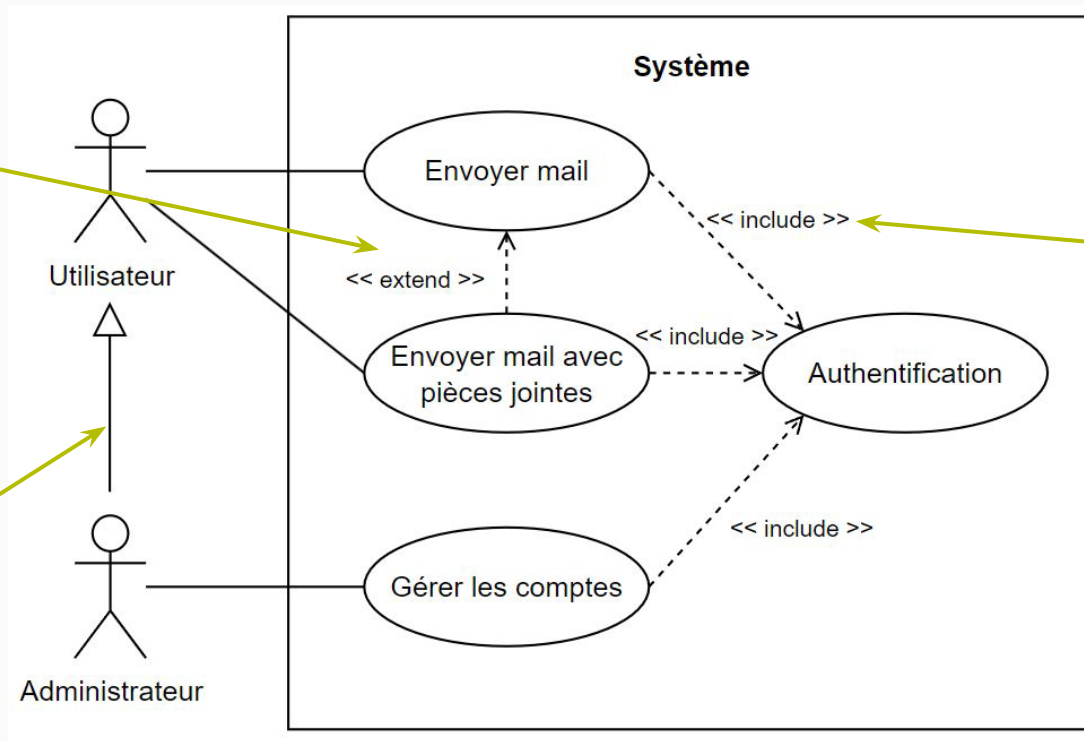 Système
Envoyer mail
<< include >>
Utilisateur
<< extend >>
<< include >>
Envoyer mail avec
pièces jointes
Authentification
<< include >>
Gérer les comptes
Administrateur